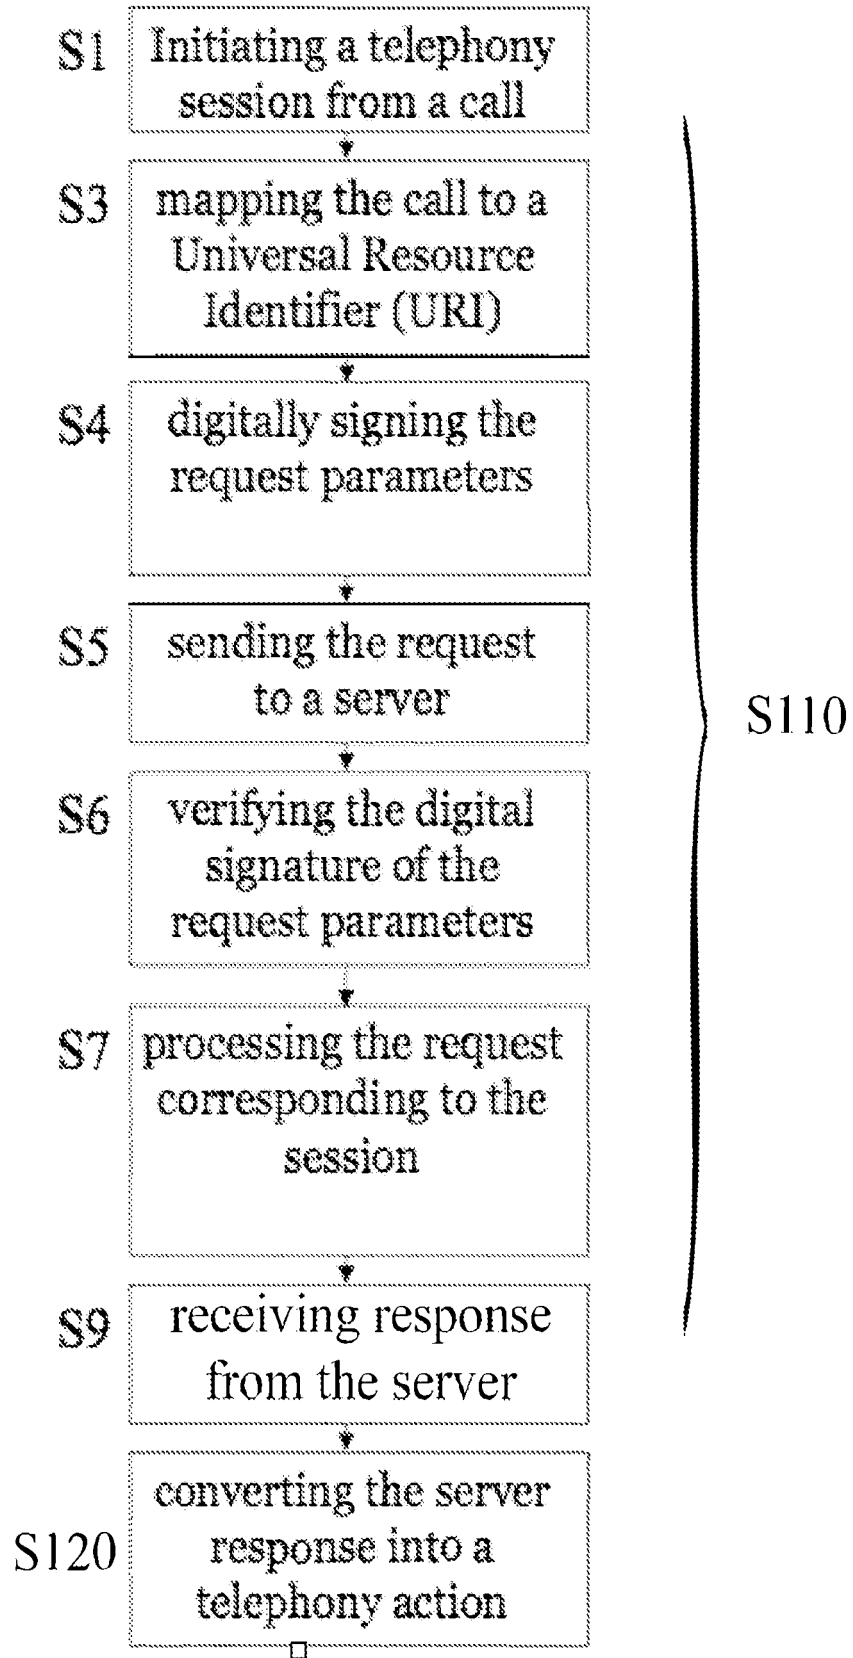 S1
Initiating a telephony
session from a call
S3
mapping the call to a
Universal Resource
Identifier (URI)
S4
digitally signing the
request parameters
S5
sending the request
to a server
S110
S6
verifying the digital
signature of the
request parameters
S7
processing the request
corresponding to the
session
S9
receiving response
from the server
S120
converting the server
response into a
telephony action